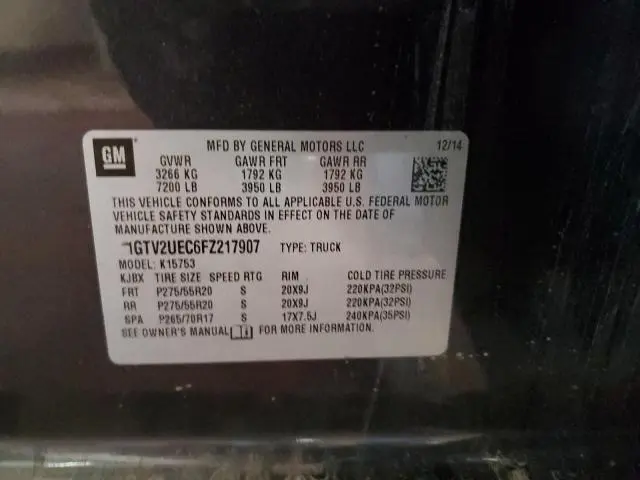 GM
MFD BY GENERAL MOTORS LLC 12/14
GVWR GAWR FRT GAWR RR
3266 KG 1792 KG 1792 KG
7200 LB 3950 LB 3950 LB
THIS VEHICLE CONFORMS TO ALL APPLICABLE U.S. FEDERAL MOTOR
VEHICLE SAFETY STANDARDS IN EFFECT ON THE DATE OF
MANUFACTURE SHOWN ABOVE.
1GTV2UEC6FZ217907 TYPE: TRUCK
MODEL: K15753
KJBX TIRE SIZE SPEED RTG RIM COLD TIRE PRESSURE
FRT P275/55R20 S 20X9J 220KPA(32PSI)
RR P275/55R20 S 20X9J 220KPA(32PSI)
SPA P265/70R17 S 17X7.5J 240KPA(35PSI)
SEE OWNER'S MANUAL FOR MORE INFORMATION